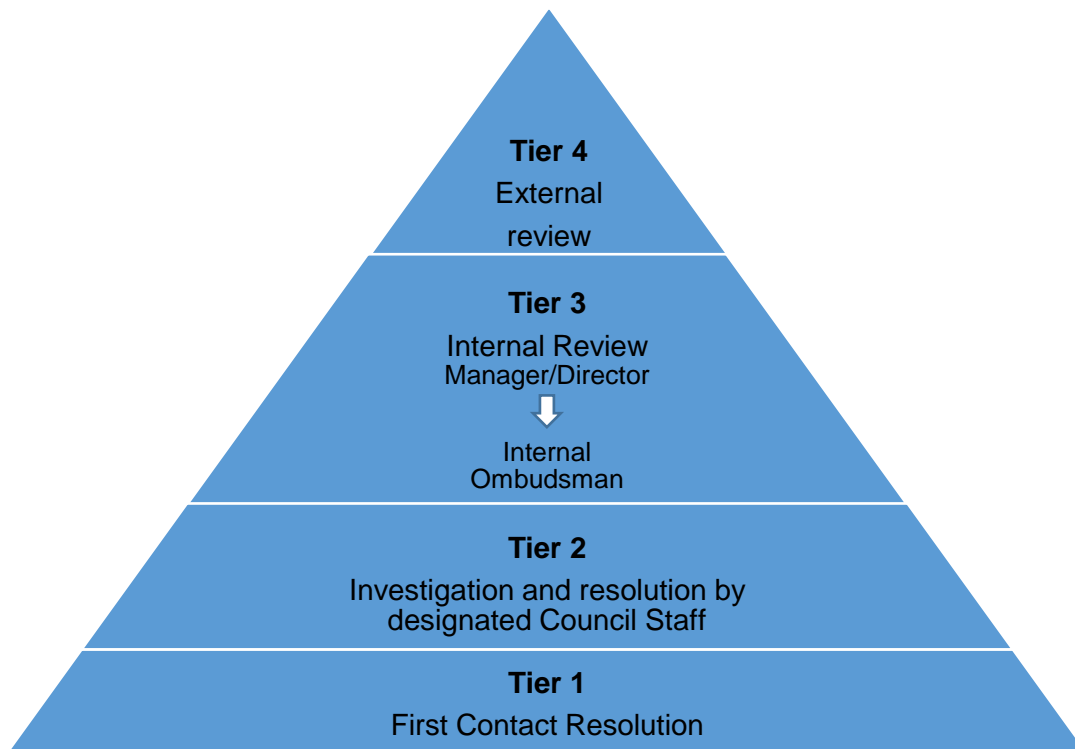 Tier 4
External
review
Tier 3
Internal Review
Manager/Director
Internal
Ombudsman
Tier 2
Investigation and resolution by
designated Council Staff
Tier 1
First Contact Resolution